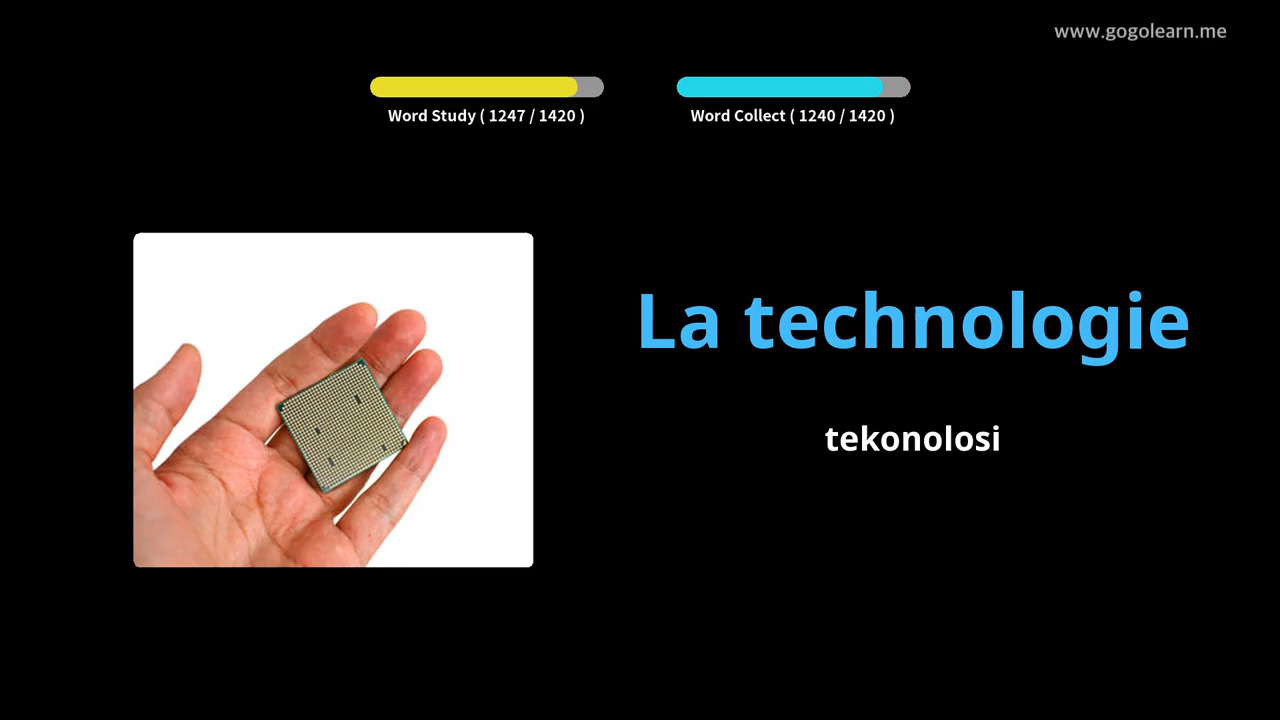 www.gogolearn.me
Word Study ( 1247 / 1420 )
Word Collect ( 1240 / 1420 )
La technologie
tekonolosi